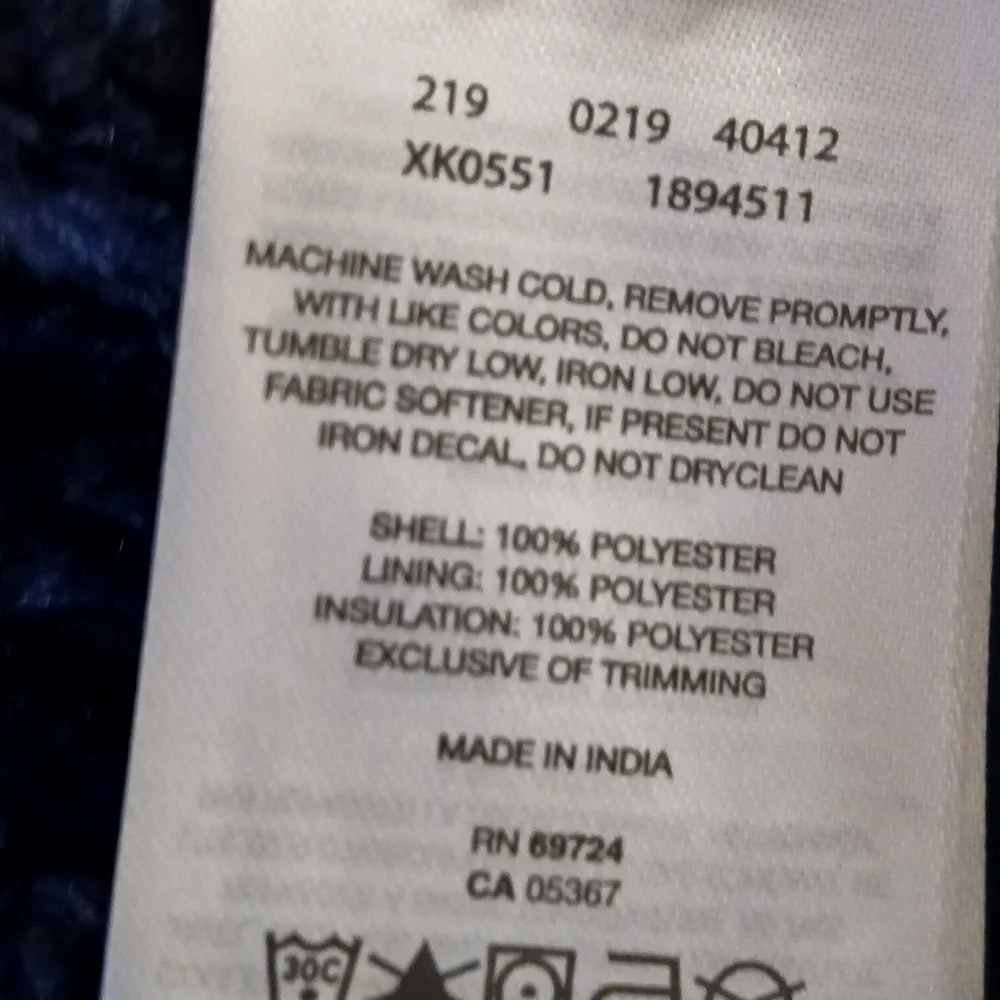 219 0219 40412
XK0551 1894511
MACHINE WASH COLD, REMOVE PROMPTLY,
WITH LIKE COLORS, DO NOT BLEACH,
TUMBLE DRY LOW, IRON LOW, DO NOT USE
FABRIC SOFTENER, IF PRESENT DO NOT
IRON DECAL, DO NOT DRYCLEAN
SHELL: 100% POLYESTER
LINING: 100% POLYESTER
INSULATION: 100% POLYESTER
EXCLUSIVE OF TRIMMING
MADE IN INDIA
RN 69724
CA 05367
30C